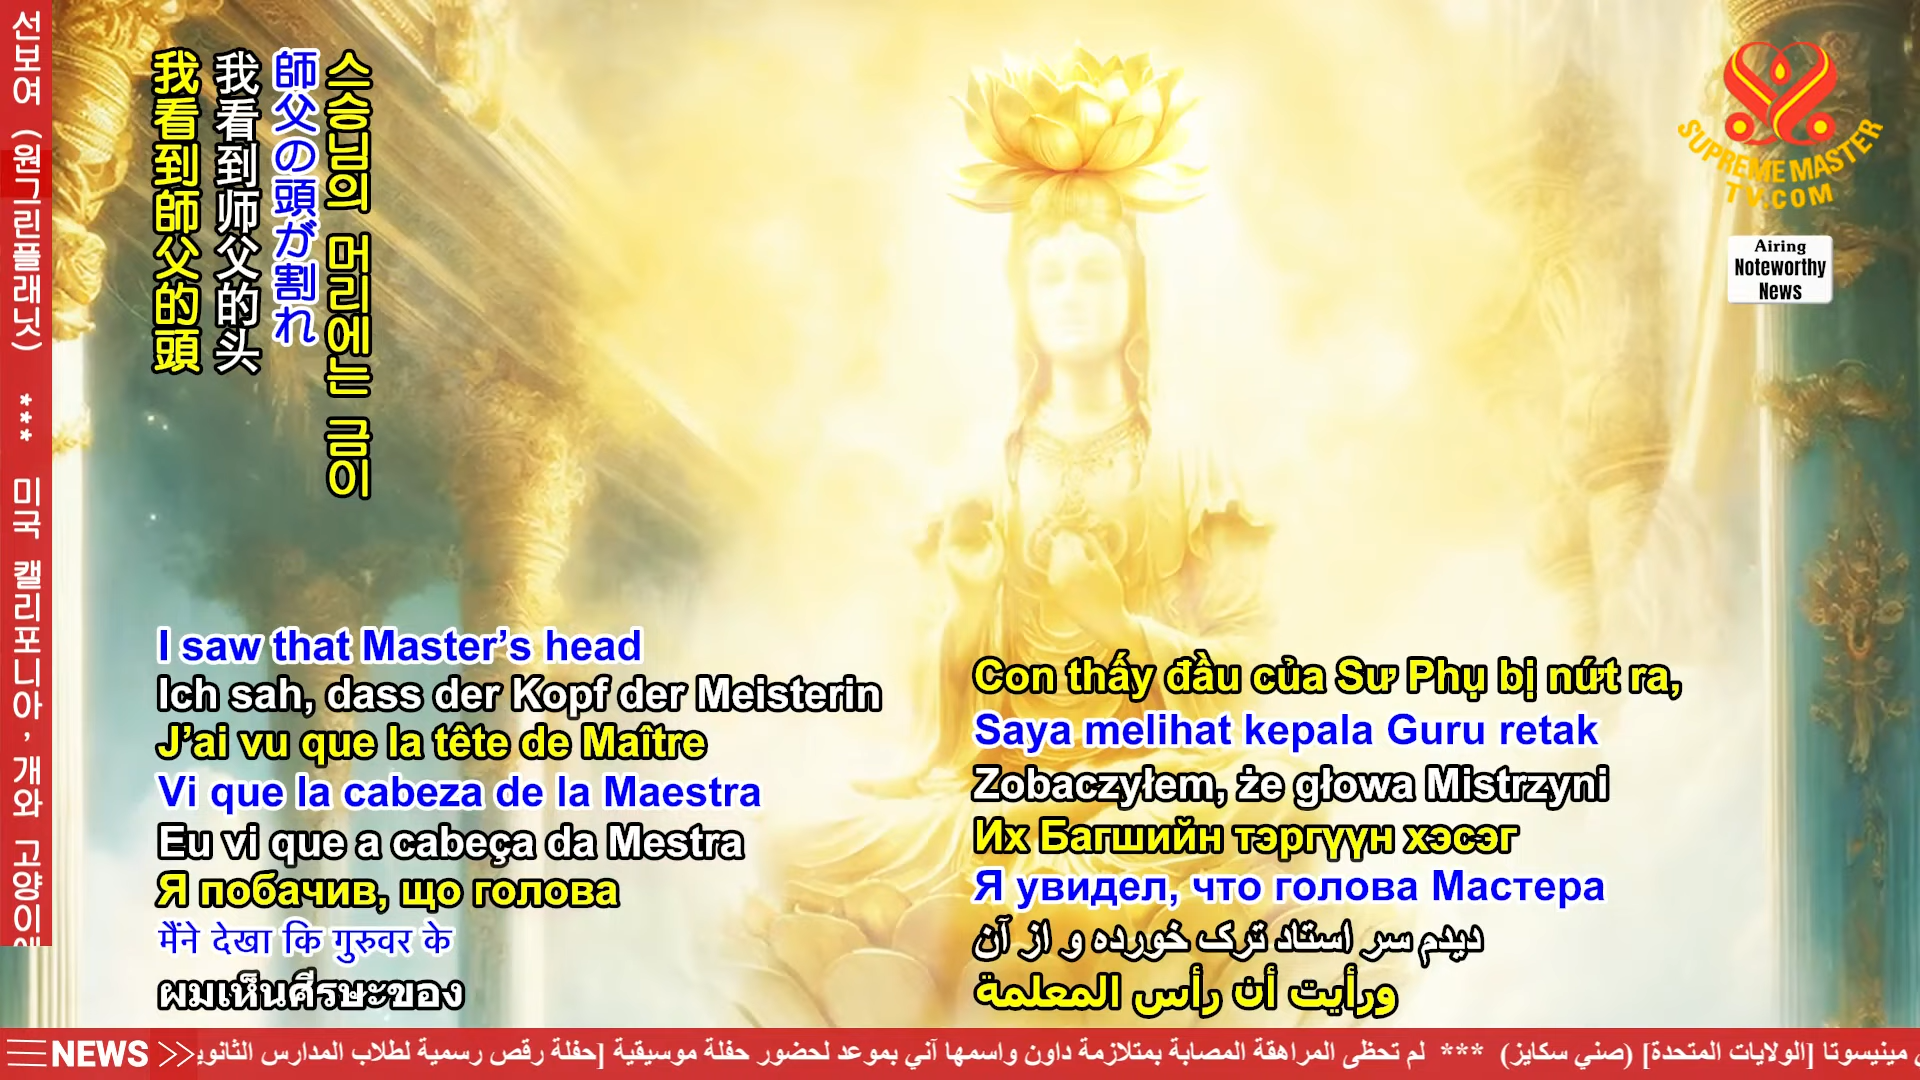 선보여 (원그린플래닛) *** 미국 캘리포니아, 개와 고양이
我看到師父的頭
我看到师父的头
師父の頭が割れ
스승님의 머리에는 금이
SUPREME MASTER
TV.COM
Airing
Noteworthy
News
I saw that Master’s head
Ich sah, dass der Kopf der Meisterin
J’ai vu que la tête de Maître
Vi que la cabeza de la Maestra
Eu vi que a cabeça da Mestra
Я побачив, що голова
मैंने देखा कि गुरुवर के
ผมเห็นศีรษะของ
Con thấy đầu của Sư Phụ bị nứt ra,
Saya melihat kepala Guru retak
Zobaczyłem, że głowa Mistrzyni
Их Багшийн тэргүүн хэсэг
Я увидел, что голова Мастера
دیدم سر استاد ترک خورده و از آن
ورأيت أن رأس المعلمة
NEWS
مينيسوتا [الولايات المتحدة] (صني سكايز) *** لم تحظى المراهقة المصابة بمتلازمة داون واسمها آني بموعد لحضور حفلة موسيقية [حفلة رقص رسمية لطلاب المدارس